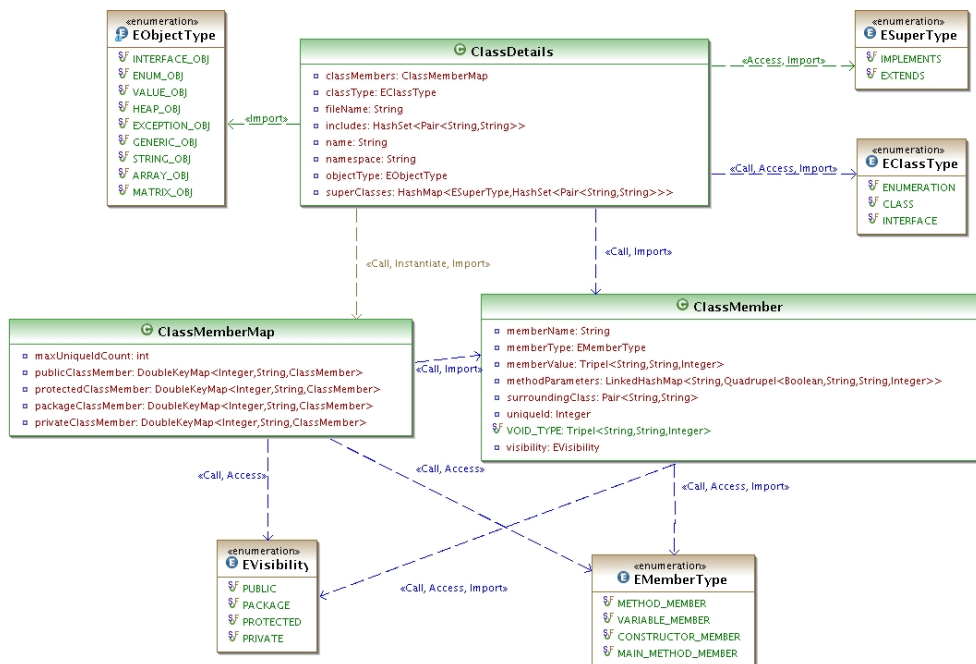 «enumeration»
EObjectType
INTERFACE_OBJ
ENUM_OBJ
VALUE_OBJ
HEAP_OBJ
EXCEPTION_OBJ
GENERIC_OBJ
STRING_OBJ
ARRAY_OBJ
MATRIX_OBJ
«Import»
ClassDetails
classMembers: ClassMemberMap
classType: EClassType
fileName: String
includes: HashSet<Pair<String,String>>
name: String
namespace: String
objectType: EObjectType
superClasses: HashMap<ESuperType,HashSet<Pair<String,String>>>
«Access, Import»
«enumeration»
ESuperType
IMPLEMENTS
EXTENDS
«Call, Access, Import»
«enumeration»
EClassType
ENUMERATION
CLASS
INTERFACE
«Call, Instantiate, Import»
«Call, Import»
ClassMemberMap
maxUniqueIdCount: int
publicClassMember: DoubleKeyMap<Integer,String,ClassMember>
protectedClassMember: DoubleKeyMap<Integer,String,ClassMember>
packageClassMember: DoubleKeyMap<Integer,String,ClassMember>
privateClassMember: DoubleKeyMap<Integer,String,ClassMember>
«Call, Import»
ClassMember
memberName: String
memberType: EMemberType
memberValue: Tripel<String,String,Integer>
methodParameters: LinkedHashMap<String,Quadrupel<Boolean,String,String,Integer>>
surroundingClass: Pair<String,String>
uniqueId: Integer
VOID_TYPE: Tripel<String,String,Integer>
visibility: EVisibility
«Call, Access»
«Call, Access»
«Call, Access, Import»
«Call, Access, Import»
«enumeration»
EVisibility
PUBLIC
PACKAGE
PROTECTED
PRIVATE
«enumeration»
EMemberType
METHOD_MEMBER
VARIABLE_MEMBER
CONSTRUCTOR_MEMBER
MAIN_METHOD_MEMBER